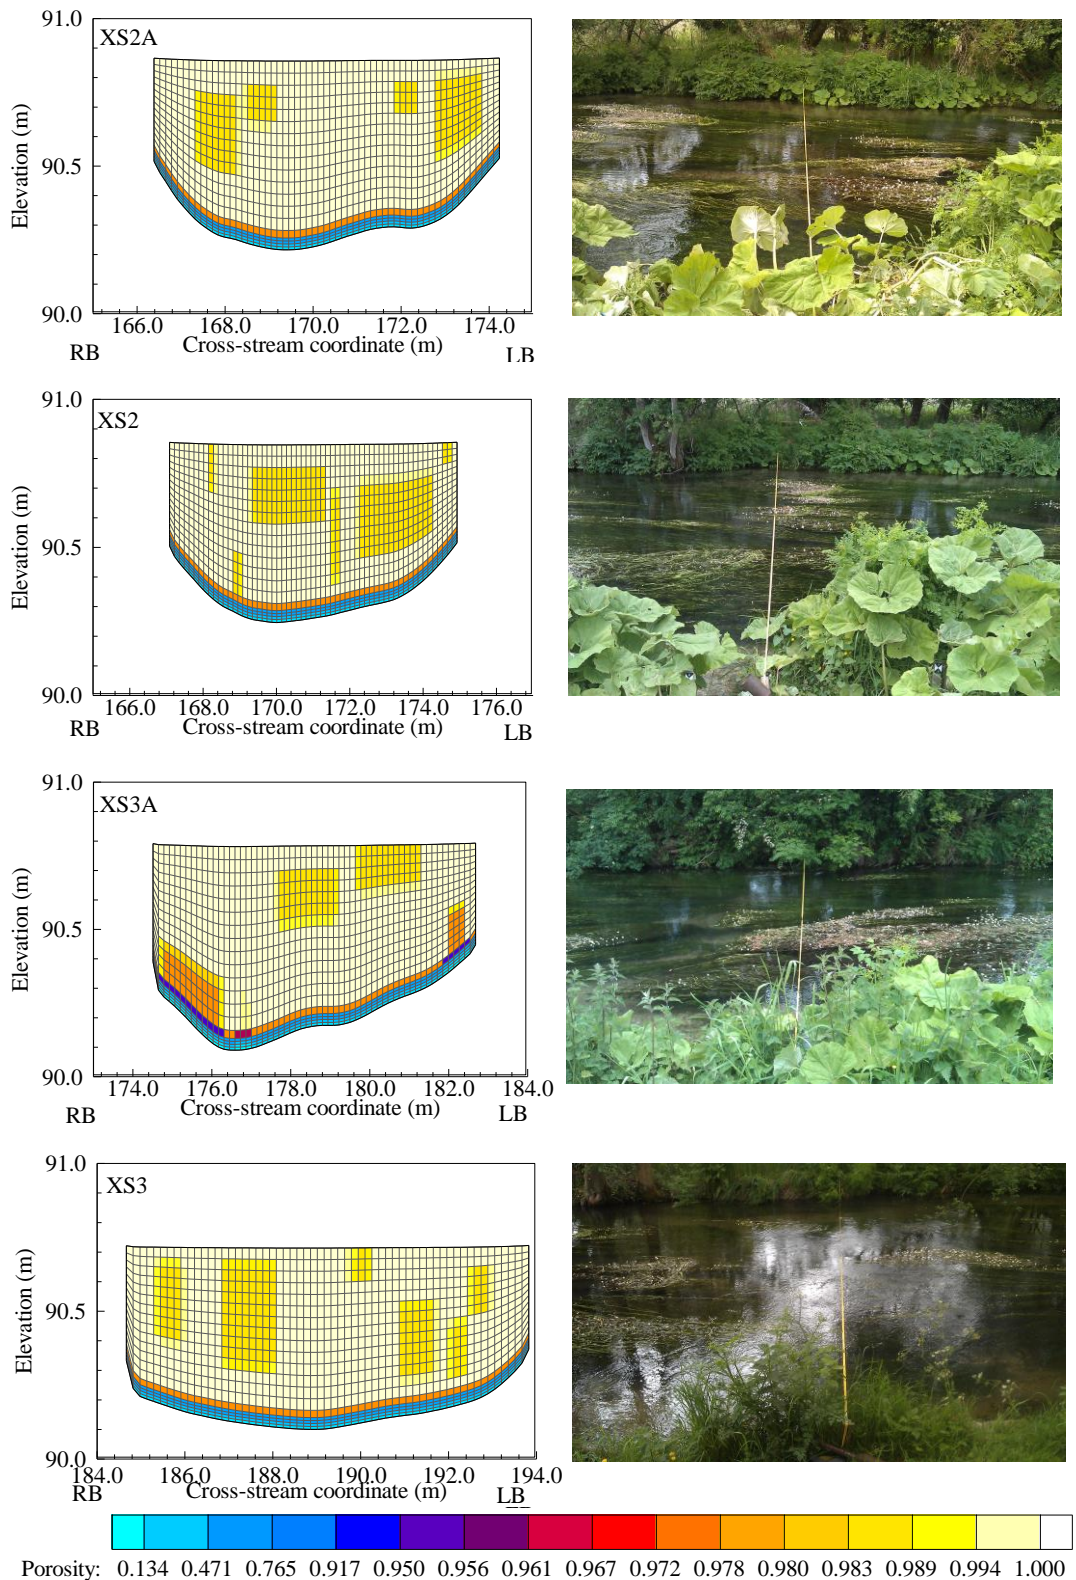 91.0
XS2A
Elevation (m)
90.5
90.0
166.0 168.0 170.0 172.0 174.0
RB Cross-stream coordinate (m) LB
91.0
XS2
Elevation (m)
90.5
90.0
166.0 168.0 170.0 172.0 174.0 176.0
RB Cross-stream coordinate (m) LB
91.0
XS3A
Elevation (m)
90.5
90.0
174.0 176.0 178.0 180.0 182.0 184.0
RB Cross-stream coordinate (m) LB
91.0
XS3
Elevation (m)
90.5
90.0
184.0 186.0 188.0 190.0 192.0 194.0
RB Cross-stream coordinate (m) LB
Porosity: 0.134 0.471 0.765 0.917 0.950 0.956 0.961 0.967 0.972 0.978 0.980 0.983 0.989 0.994 1.000